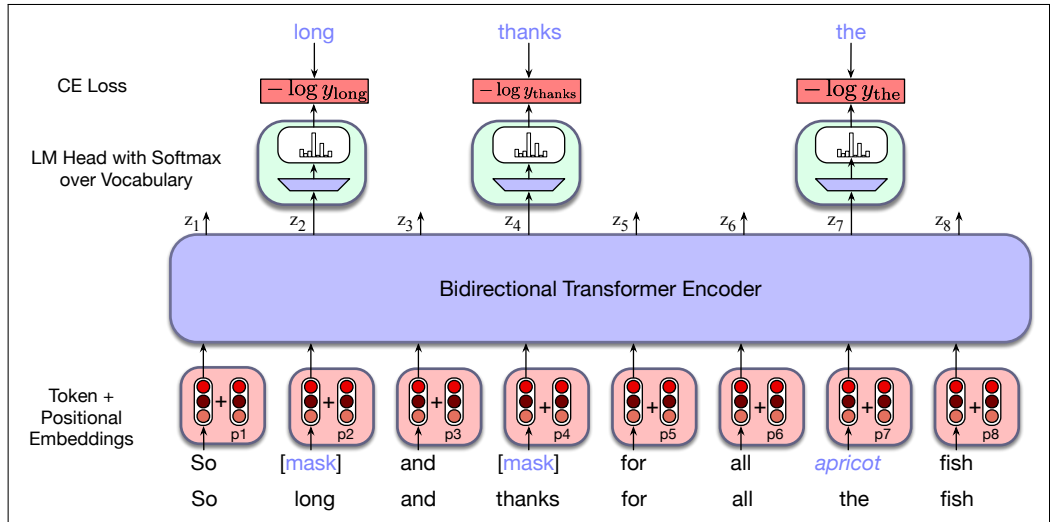 long thanks the
CE Loss
− log y_long − log y_thanks − log y_the
LM Head with Softmax
over Vocabulary
z₁ z₂ z₃ z₄ z₅ z₆ z₇ z₈
Bidirectional Transformer Encoder
Token +
Positional
Embeddings
+ + + + + + + +
p1 p2 p3 p4 p5 p6 p7 p8
So [mask] and [mask] for all apricot fish
So long and thanks for all the fish